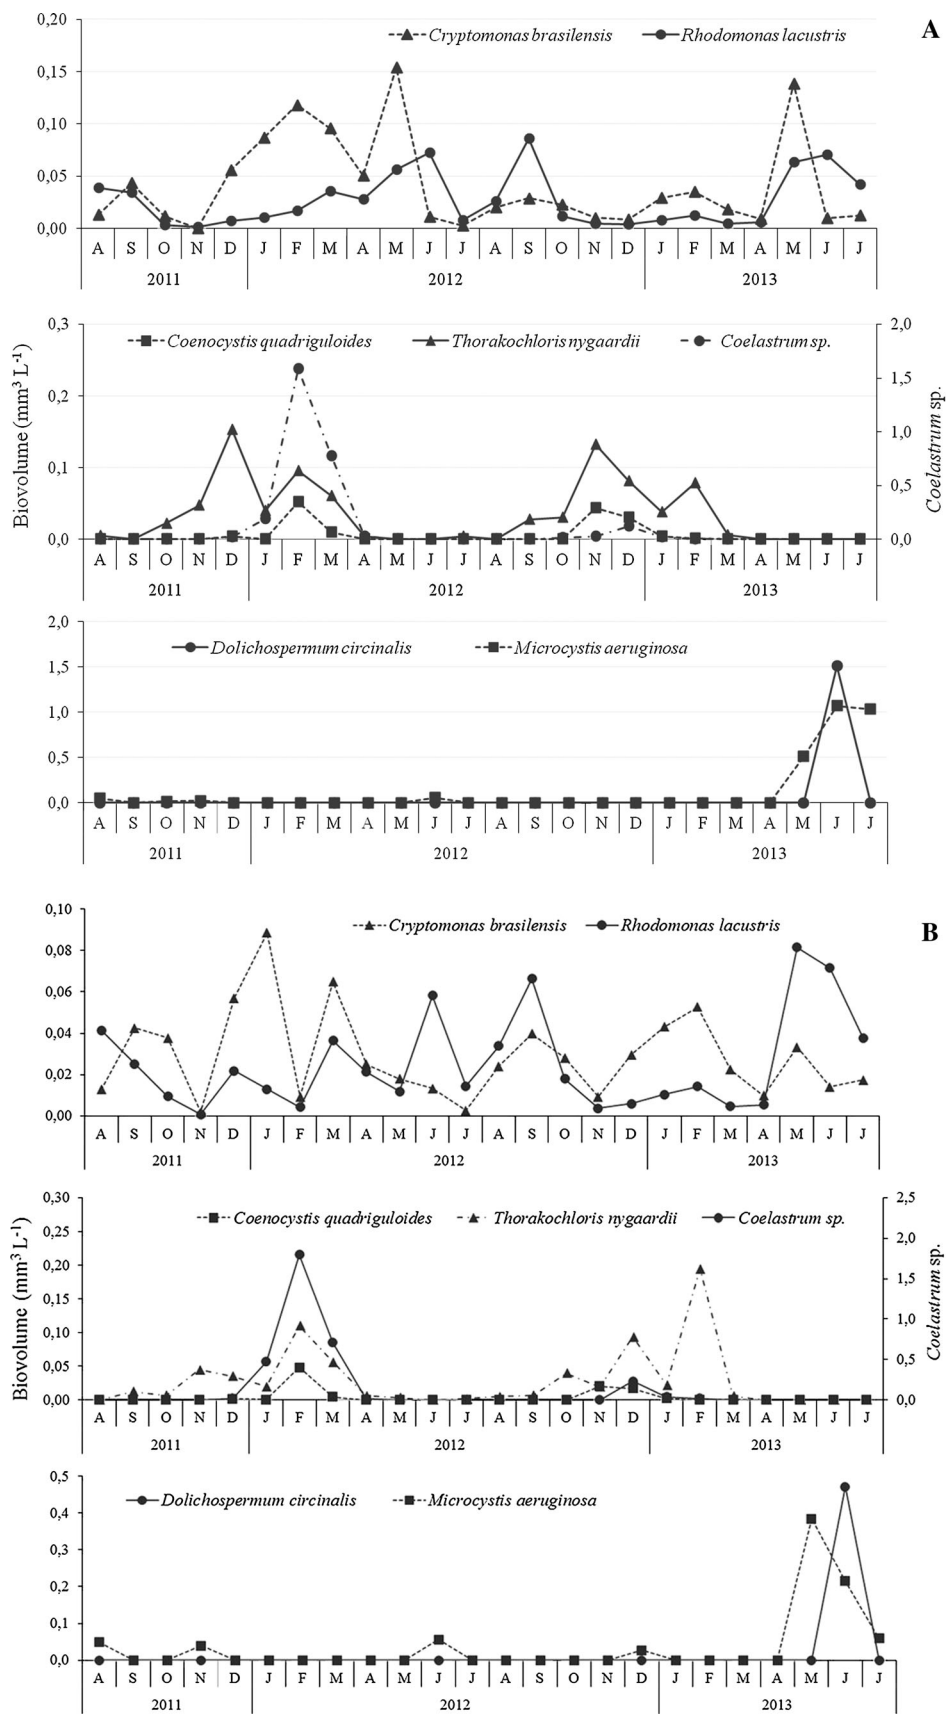 A
Cryptomonas brasilensis Rhodomonas lacustris
0,20
0,15
0,10
0,05
0,00
A S O N D J F M A M J J A S O N D J F M A M J J
2011 2012 2013
Biovolume (mm³ L⁻¹)
Coenocystis quadriguloides Thorakochloris nygaardii Coelastrum sp.
0,3
0,2
0,1
0,0
2,0
1,5
1,0
0,5
0,0
Coelastrum sp.
A S O N D J F M A M J J A S O N D J F M A M J J
2011 2012 2013
Dolichospermum circinalis Microcystis aeruginosa
2,0
1,5
1,0
0,5
0,0
A S O N D J F M A M J J A S O N D J F M A M J J
2011 2012 2013
B
Cryptomonas brasilensis Rhodomonas lacustris
0,10
0,08
0,06
0,04
0,02
0,00
A S O N D J F M A M J J A S O N D J F M A M J J
2011 2012 2013
Biovolume (mm³ L⁻¹)
Coenocystis quadriguloides Thorakochloris nygaardii Coelastrum sp.
0,30
0,25
0,20
0,15
0,10
0,05
0,00
2,5
2,0
1,5
1,0
0,5
0,0
Coelastrum sp.
A S O N D J F M A M J J A S O N D J F M A M J J
2011 2012 2013
Dolichospermum circinalis Microcystis aeruginosa
0,5
0,4
0,3
0,2
0,1
0,0
A S O N D J F M A M J J A S O N D J F M A M J J
2011 2012 2013